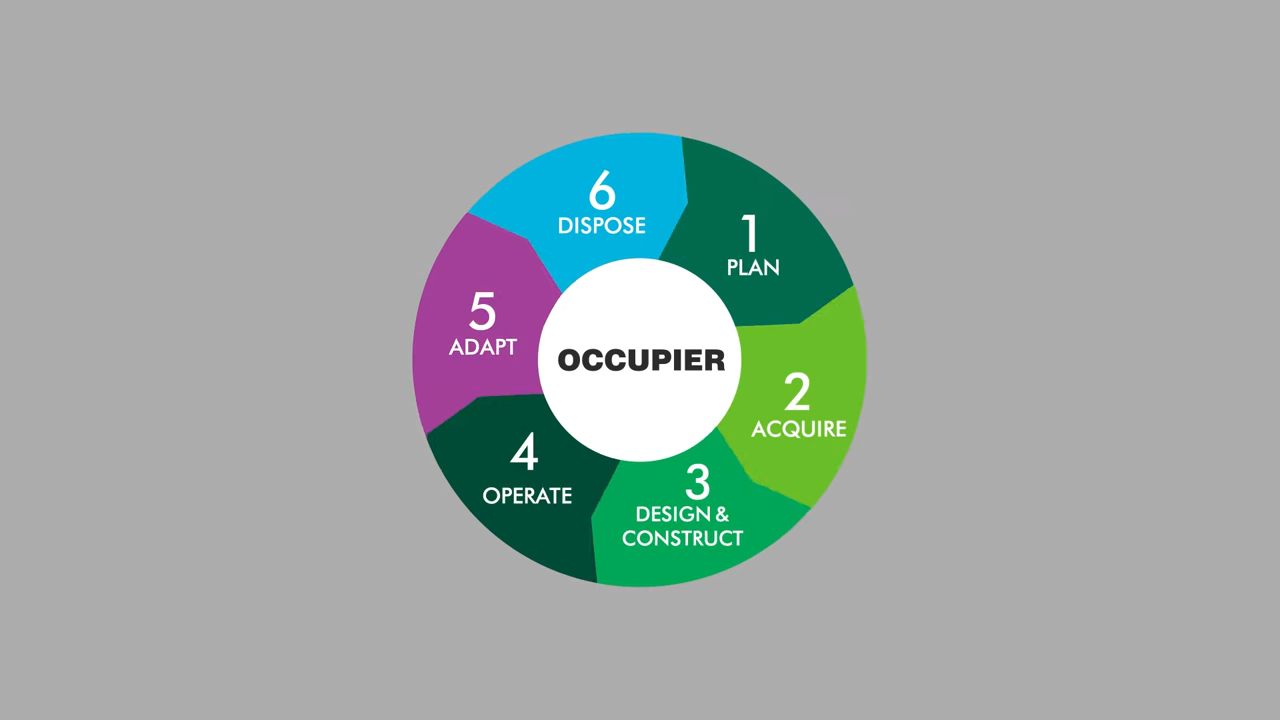 OCCUPIER
1
PLAN
2
ACQUIRE
3
DESIGN &
CONSTRUCT
4
OPERATE
5
ADAPT
6
DISPOSE